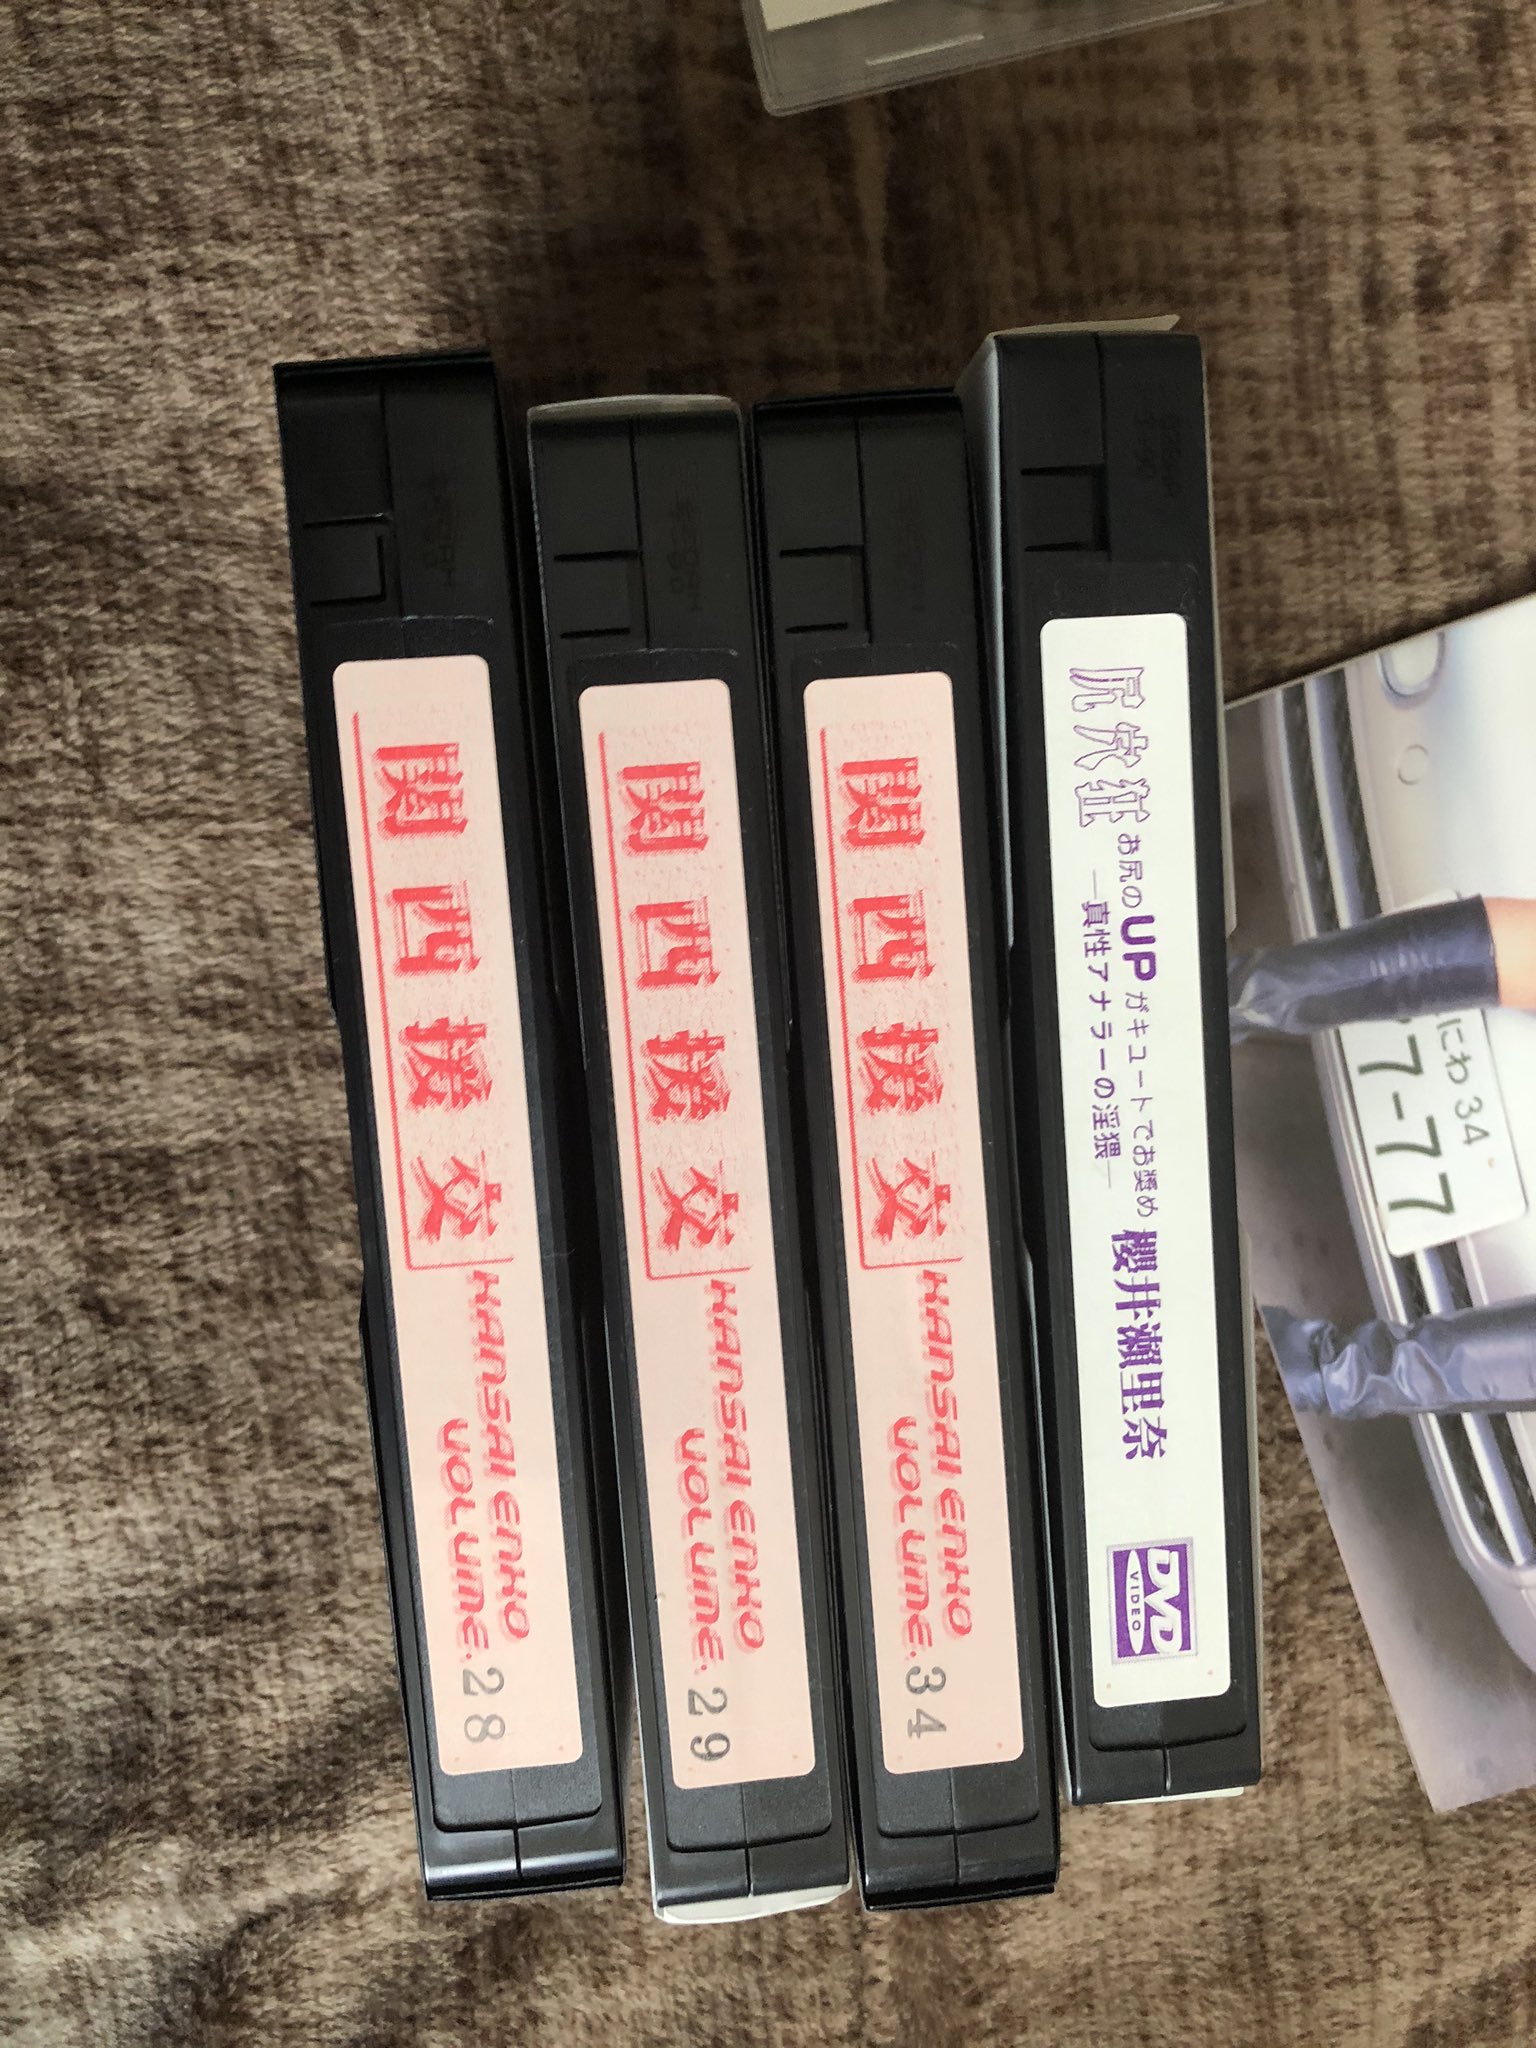 関西援交
KANSAI ENKO
VOLUME. 28
関西援交
KANSAI ENKO
VOLUME. 29
関西援交
KANSAI ENKO
VOLUME. 34
尻穴狂
お尻のUPがキュートでお奨め
―真性アナラーの淫猥―
櫻井瀬里奈
DVD
VIDEO
にわ34
7-77